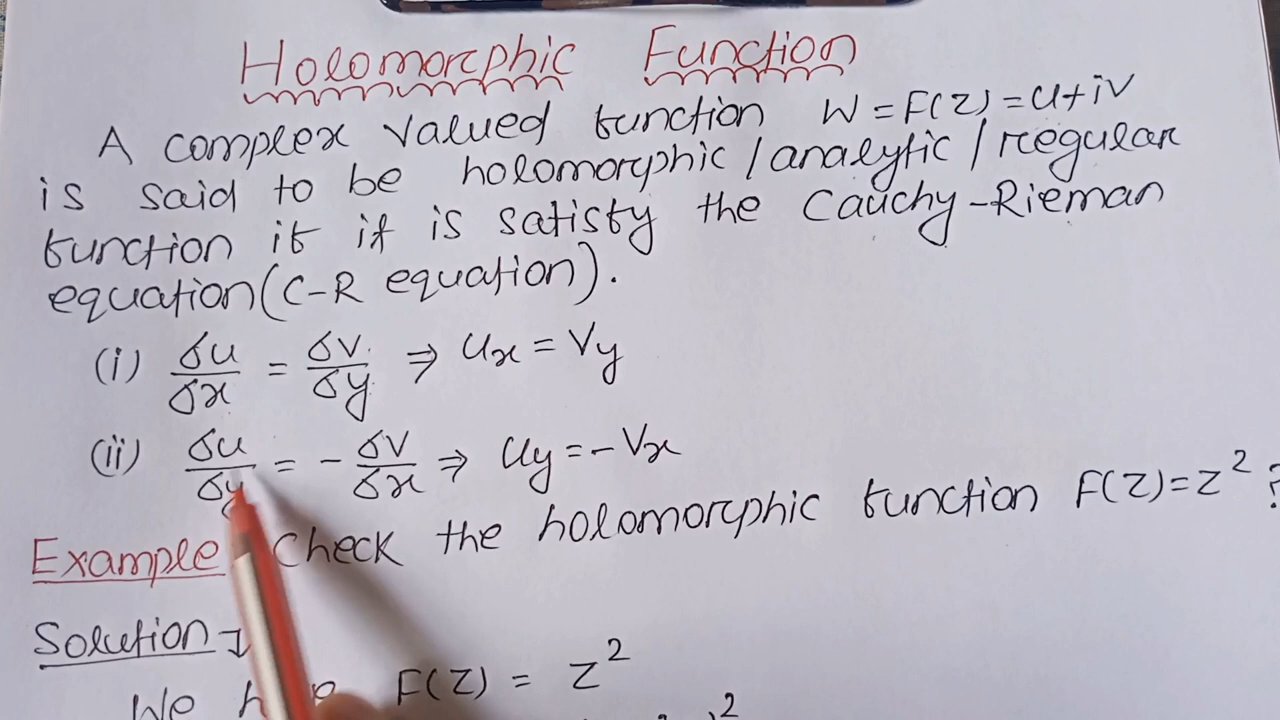 Holomorphic Function
A complex valued function W = F(Z) = u+iv
is said to be holomorphic/analytic/regular
function if it is satisfy the Cauchy-Rieman
equation (C-R equation).
(i) δu/δx = δv/δy ⇒ ux = vy
(ii) δu/δy = - δv/δx ⇒ uy = -vx
Example: Check the holomorphic function F(Z)=Z²?
Solution →
We F(Z) = Z²
2